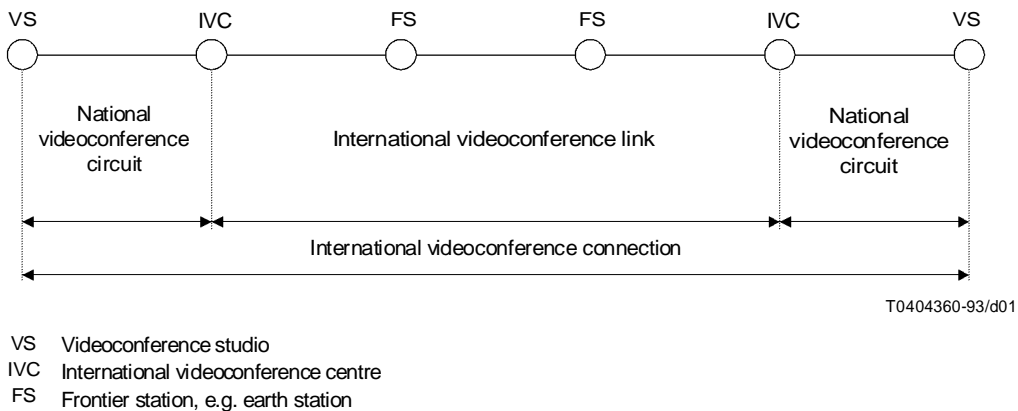 VS IVC FS FS IVC VS
National
videoconference
circuit
International videoconference link
National
videoconference
circuit
International videoconference connection
T0404360-93/d01
VS Videoconference studio
IVC International videoconference centre
FS Frontier station, e.g. earth station